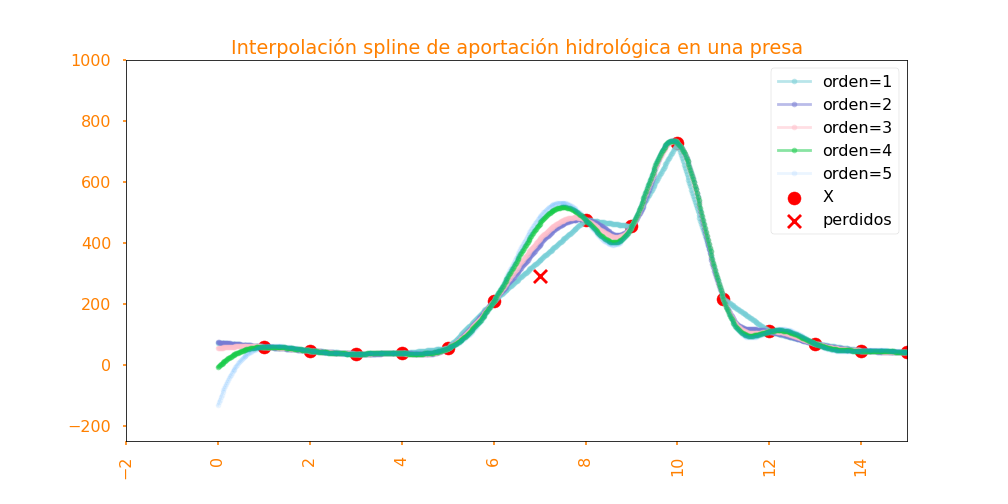 Interpolación spline de aportación hidrológica en una presa
1000
800
600
400
200
0
−200
−2
0
2
4
6
8
10
12
14
orden=1
orden=2
orden=3
orden=4
orden=5
X
perdidos